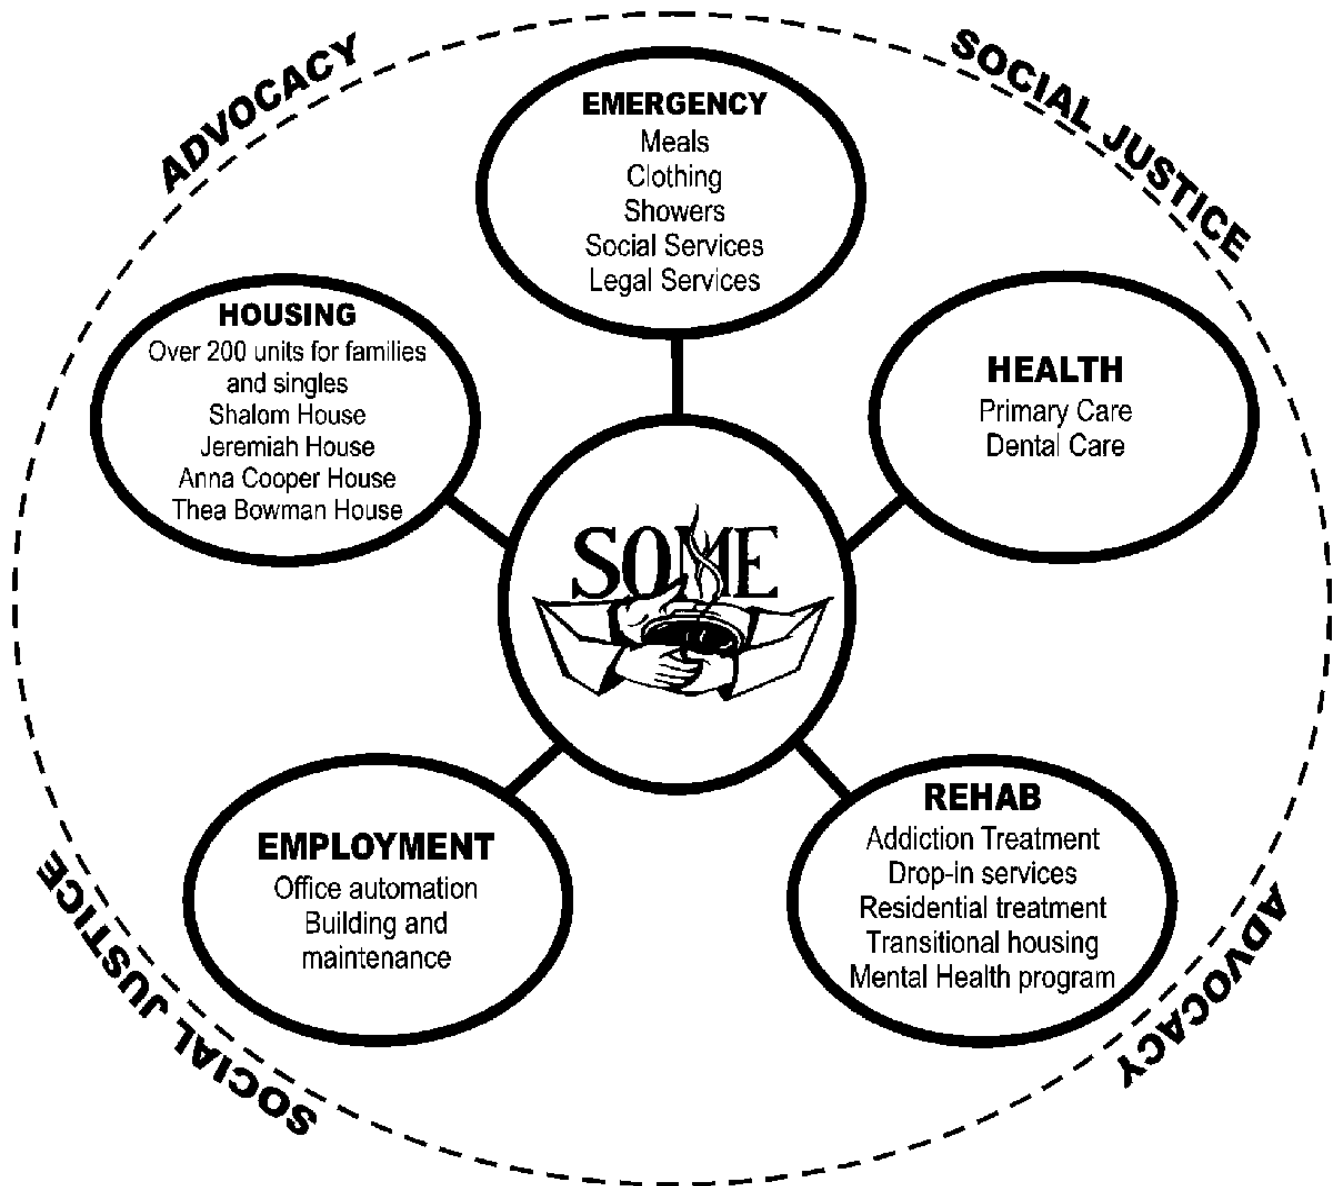 ADVOCACY
SOCIAL JUSTICE
EMERGENCY
Meals
Clothing
Showers
Social Services
Legal Services
HOUSING
Over 200 units for families
and singles
Shalom House
Jeremiah House
Anna Cooper House
Thea Bowman House
HEALTH
Primary Care
Dental Care
SOME
EMPLOYMENT
Office automation
Building and
maintenance
REHAB
Addiction Treatment
Drop-in services
Residential treatment
Transitional housing
Mental Health program
SOCIAL JUSTICE
ADVOCACY